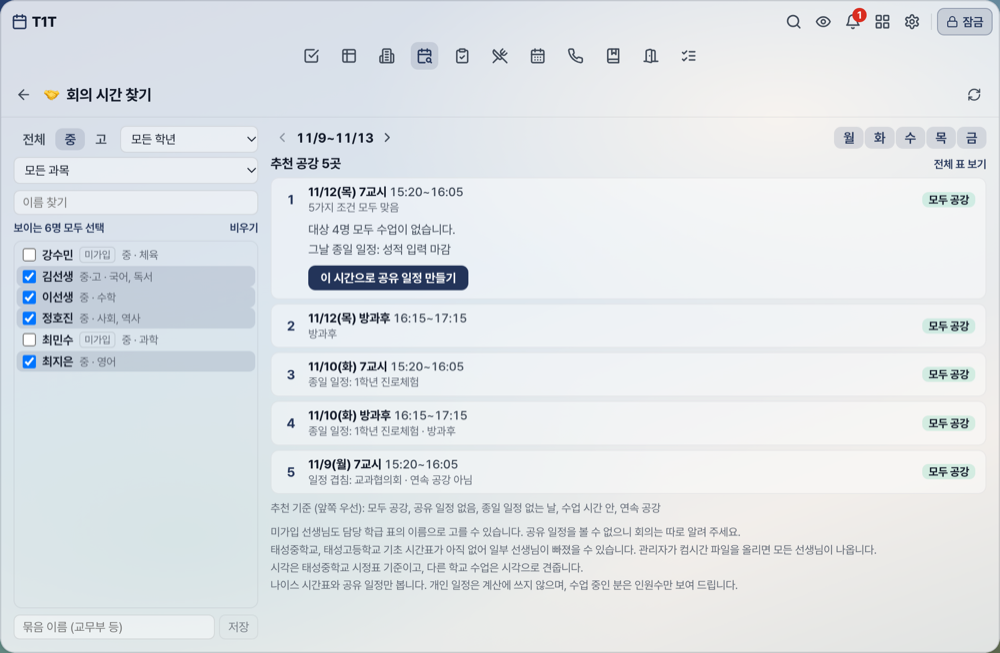 T1T
1
잠금
회의 시간 찾기
전체 중 고 모든 학년
모든 과목
이름 찾기
보이는 6명 모두 선택 비우기
강수민 미가입 중 · 체육
김선생 중·고 · 국어, 독서
이선생 중 · 수학
정호진 중 · 사회, 역사
최민수 미가입 중 · 과학
최지은 중 · 영어
묶음 이름 (교무부 등) 저장
11/9~11/13 월 화 수 목 금
추천 공강 5곳 전체 표 보기
1 11/12(목) 7교시 15:20~16:05 모두 공강
5가지 조건 모두 맞음
대상 4명 모두 수업이 없습니다.
그날 종일 일정: 성적 입력 마감
이 시간으로 공유 일정 만들기
2 11/12(목) 방과후 16:15~17:15 모두 공강
방과후
3 11/10(화) 7교시 15:20~16:05 모두 공강
종일 일정: 1학년 진로체험
4 11/10(화) 방과후 16:15~17:15 모두 공강
종일 일정: 1학년 진로체험 · 방과후
5 11/9(월) 7교시 15:20~16:05 모두 공강
일정 겹침: 교과협의회 · 연속 공강 아님
추천 기준 (앞쪽 우선): 모두 공강, 공유 일정 없음, 종일 일정 없는 날, 수업 시간 안, 연속 공강
미가입 선생님도 담당 학급 표의 이름으로 고를 수 있습니다. 공유 일정을 볼 수 없으니 회의는 따로 알려 주세요.
태성중학교, 태성고등학교 기초 시간표가 아직 없어 일부 선생님이 빠졌을 수 있습니다. 관리자가 컴시간 파일을 올리면 모든 선생님이 나옵니다.
시각은 태성중학교 시정표 기준이고, 다른 학교 수업은 시각으로 견줍니다.
나이스 시간표와 공유 일정만 봅니다. 개인 일정은 계산에 쓰지 않으며, 수업 중인 분은 인원수만 보여 드립니다.